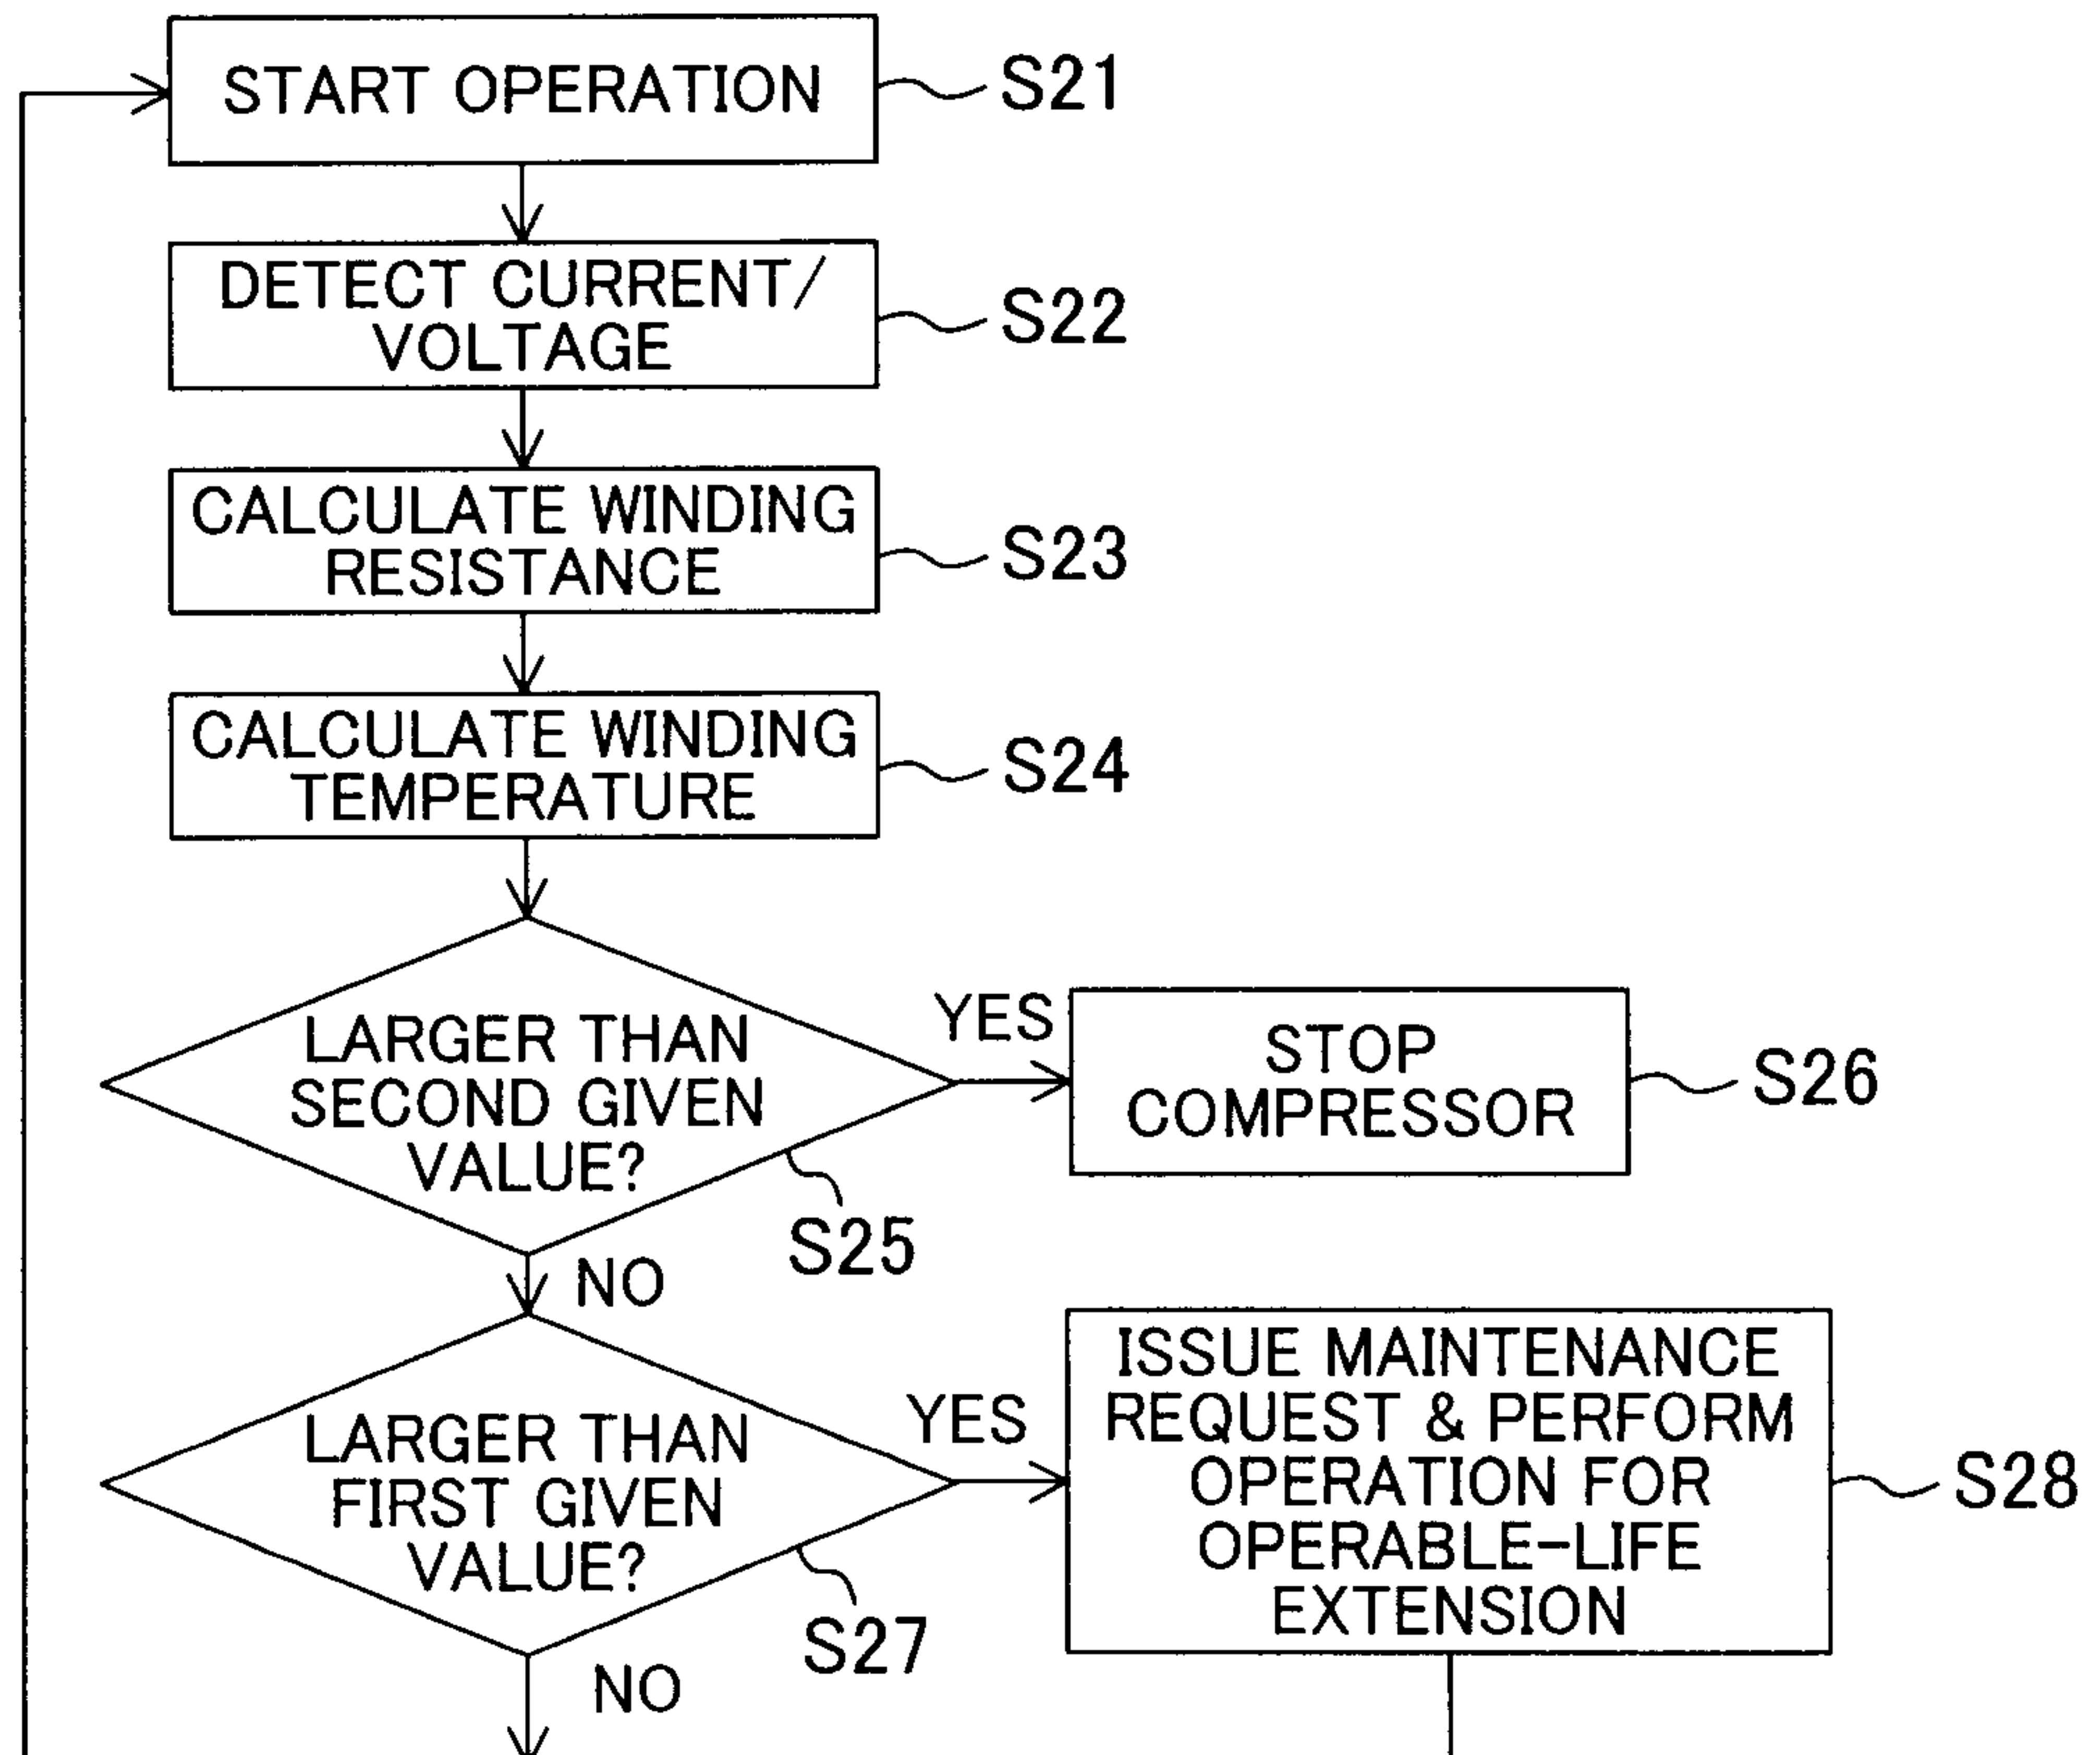 START OPERATION
S21
DETECT CURRENT/
VOLTAGE
S22
CALCULATE WINDING
RESISTANCE
S23
CALCULATE WINDING
TEMPERATURE
S24
LARGER THAN
SECOND GIVEN
VALUE?
S25
YES
STOP
COMPRESSOR
S26
NO
LARGER THAN
FIRST GIVEN
VALUE?
S27
YES
ISSUE MAINTENANCE
REQUEST & PERFORM
OPERATION FOR
OPERABLE-LIFE
EXTENSION
S28
NO